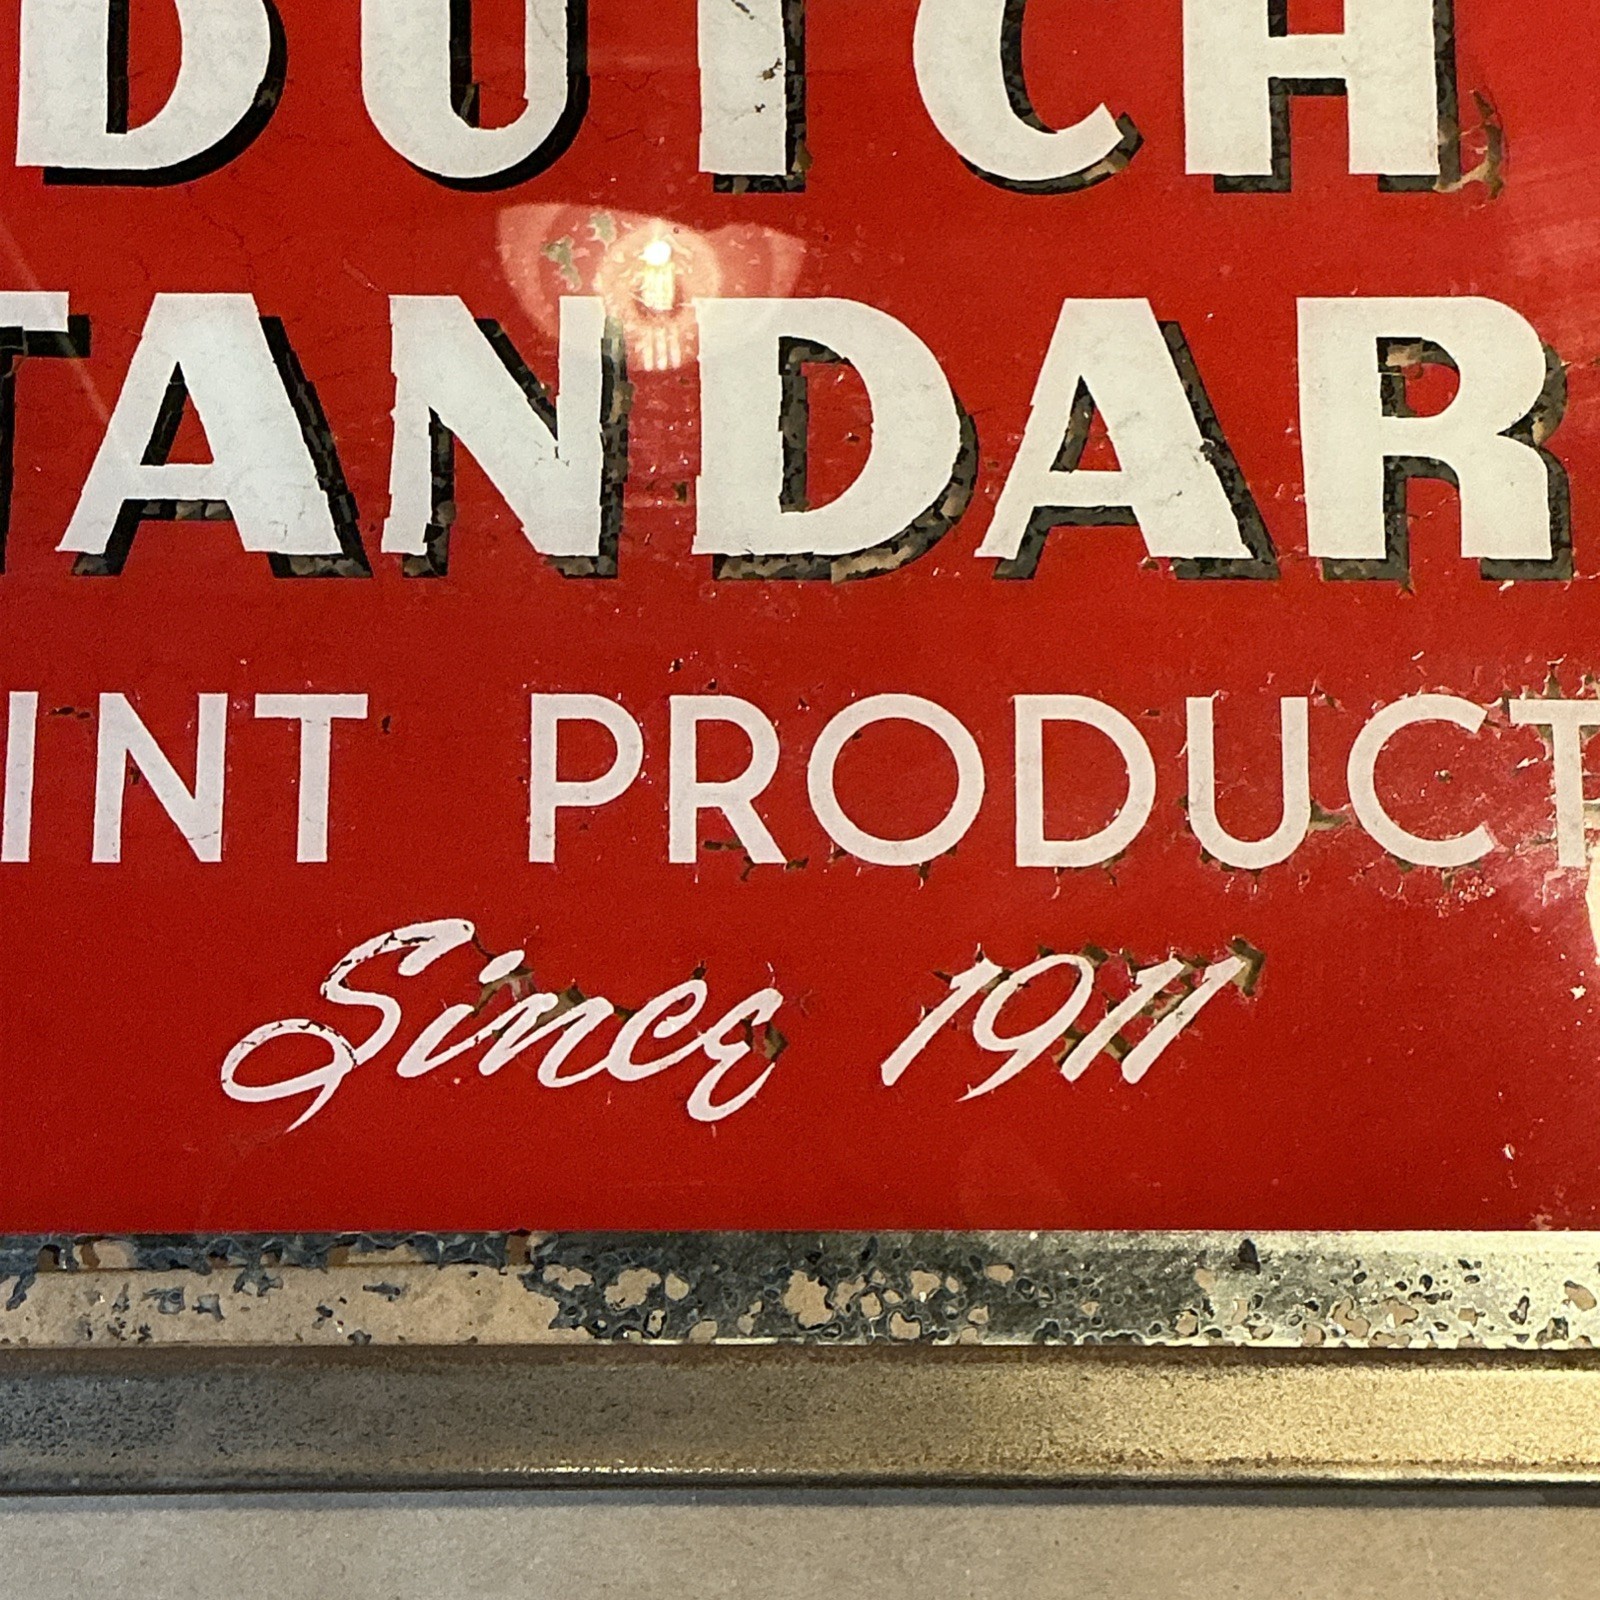 DUTCH
TANDAR
INT PRODUCT
Since 1911